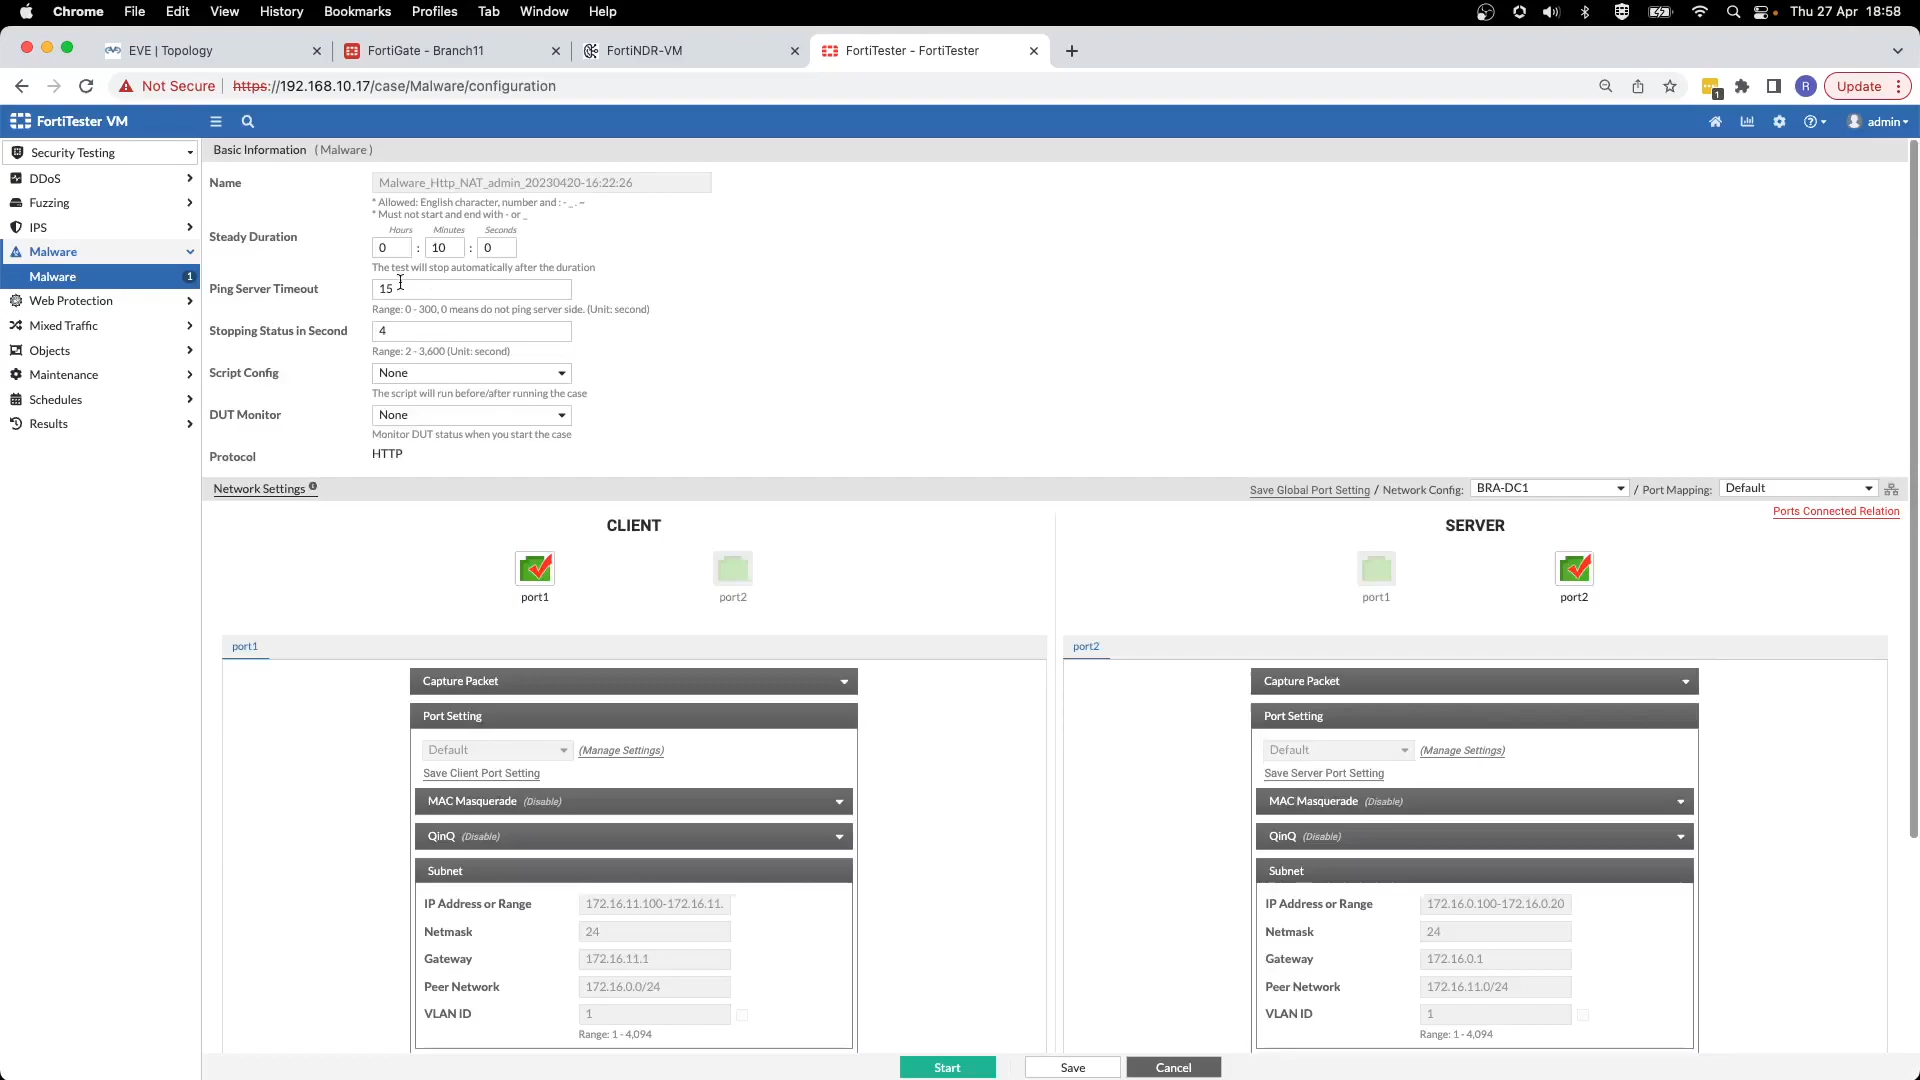 Chrome File Edit View History Bookmarks Profiles Tab Window Help Thu 27 Apr 18:58
EVE | Topology FortiGate - Branch11 FortiNDR-VM FortiTester - FortiTester
Not Secure https://192.168.10.17/case/Malware/configuration 1 R Update
FortiTester VM admin
Security Testing
DDoS
Fuzzing
IPS
Malware
Malware 1
Web Protection
Mixed Traffic
Objects
Maintenance
Schedules
Results
Basic Information (Malware)
Name Malware_Http_NAT_admin_20230420-16:22:26
* Allowed: English character, number and : - _ . ~
* Must not start and end with - or _
Hours Minutes Seconds
Steady Duration 0 : 10 : 0
The test will stop automatically after the duration
Ping Server Timeout 15
Range: 0 - 300, 0 means do not ping server side. (Unit: second)
Stopping Status in Second 4
Range: 2 - 3,600 (Unit: second)
Script Config None
The script will run before/after running the case
DUT Monitor None
Monitor DUT status when you start the case
Protocol HTTP
Network Settings Save Global Port Setting / Network Config: BRA-DC1 / Port Mapping: Default
Ports Connected Relation
CLIENT
port1 port2
port1
Capture Packet
Port Setting
Default (Manage Settings)
Save Client Port Setting
MAC Masquerade (Disable)
QinQ (Disable)
Subnet
IP Address or Range 172.16.11.100-172.16.11.
Netmask 24
Gateway 172.16.11.1
Peer Network 172.16.0.0/24
VLAN ID 1
Range: 1 - 4,094
SERVER
port1 port2
port2
Capture Packet
Port Setting
Default (Manage Settings)
Save Server Port Setting
MAC Masquerade (Disable)
QinQ (Disable)
Subnet
IP Address or Range 172.16.0.100-172.16.0.20
Netmask 24
Gateway 172.16.0.1
Peer Network 172.16.11.0/24
VLAN ID 1
Range: 1 - 4,094
Start Save Cancel